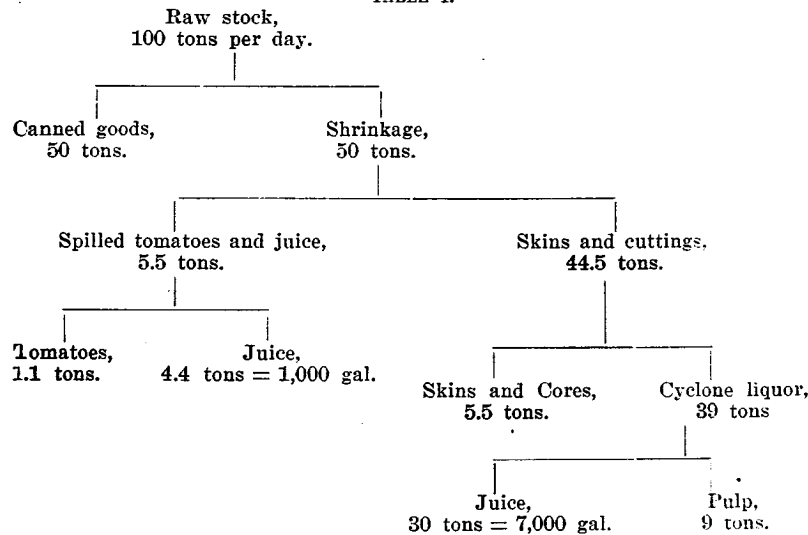 TABLE I.
Raw stock,
100 tons per day.
Canned goods,
50 tons.
Shrinkage,
50 tons.
Spilled tomatoes and juice,
5.5 tons.
Skins and cuttings,
44.5 tons.
Tomatoes,
1.1 tons.
Juice,
4.4 tons = 1,000 gal.
Skins and Cores,
5.5 tons.
Cyclone liquor,
39 tons
Juice,
30 tons = 7,000 gal.
Pulp,
9 tons.